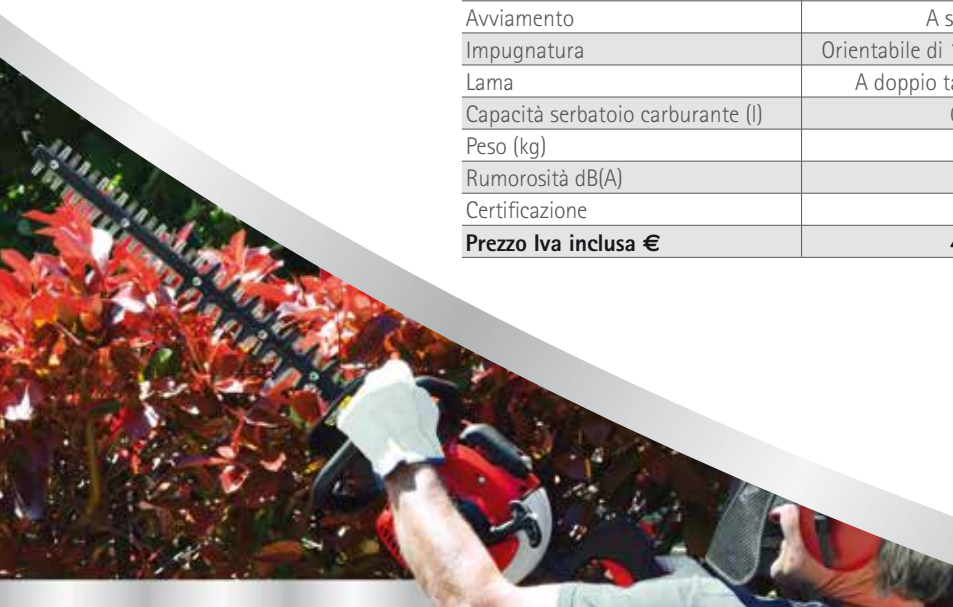 Avviamento A
Impugnatura Orientabile di
Lama A doppio
Capacità serbatoio carburante (l)
Peso (kg)
Rumorosità dB(A)
Certificazione
Prezzo Iva inclusa €